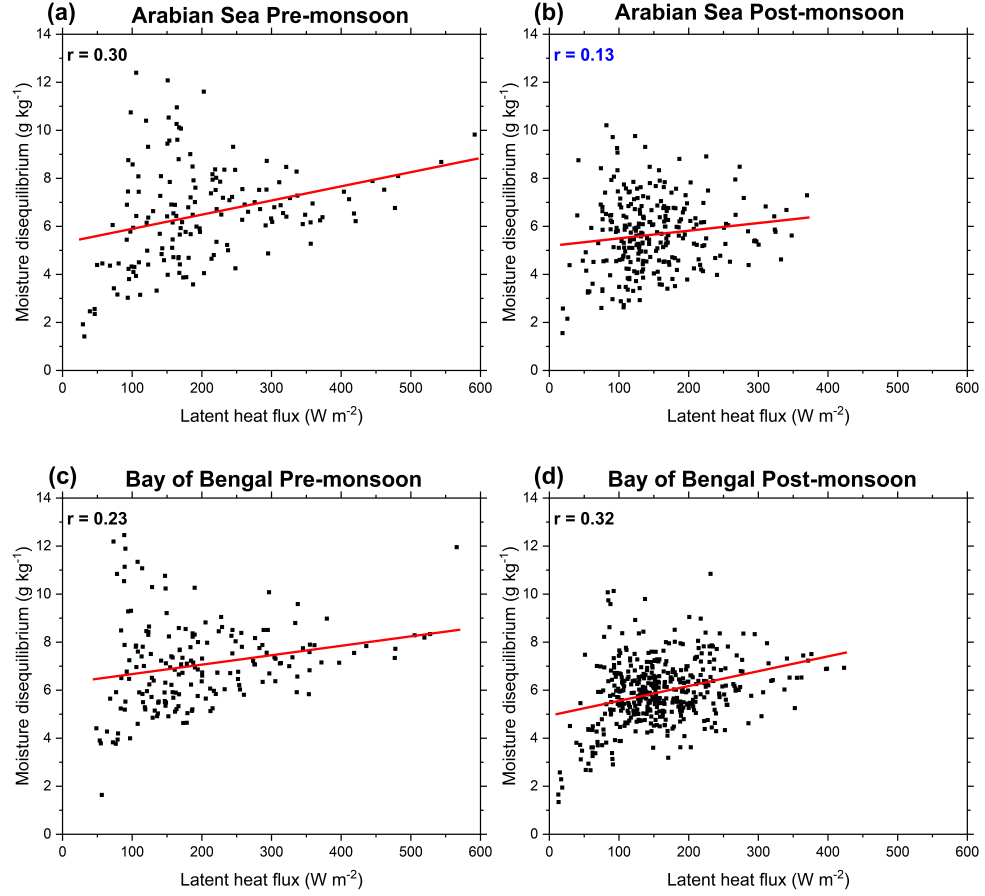 (a) Arabian Sea Pre-monsoon
r = 0.30
14
12
10
8
6
4
2
0
Moisture disequilibrium (g kg⁻¹)
0 100 200 300 400 500 600
Latent heat flux (W m⁻²)
(b) Arabian Sea Post-monsoon
r = 0.13
14
12
10
8
6
4
2
0
Moisture disequilibrium (g kg⁻¹)
0 100 200 300 400 500 600
Latent heat flux (W m⁻²)
(c) Bay of Bengal Pre-monsoon
r = 0.23
14
12
10
8
6
4
2
0
Moisture disequilibrium (g kg⁻¹)
0 100 200 300 400 500 600
Latent heat flux (W m⁻²)
(d) Bay of Bengal Post-monsoon
r = 0.32
14
12
10
8
6
4
2
0
Moisture disequilibrium (g kg⁻¹)
0 100 200 300 400 500 600
Latent heat flux (W m⁻²)